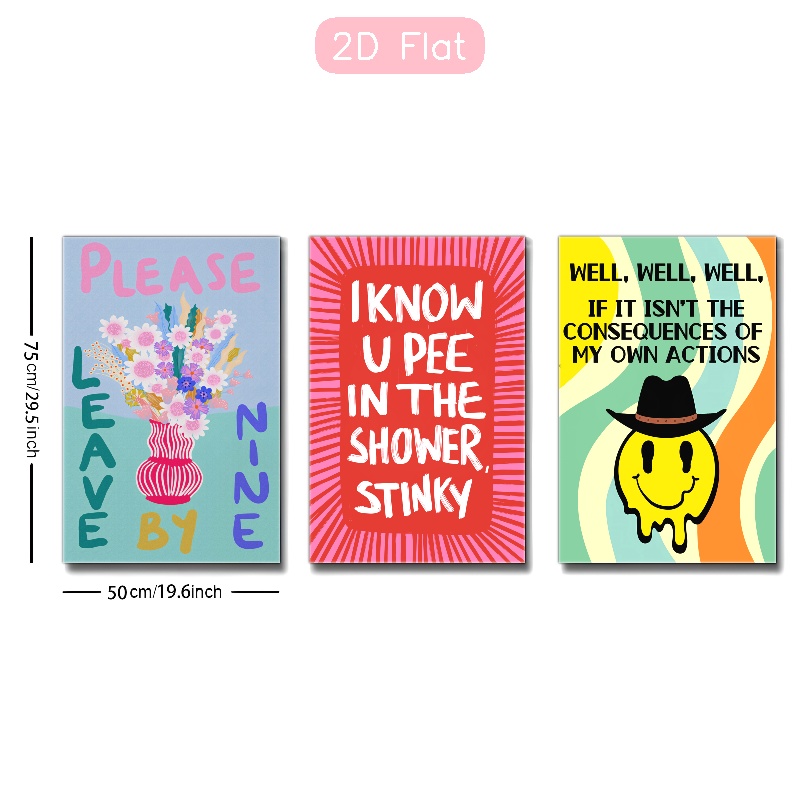 2D Flat
PLEASE
LEAVE
BY
NINE
I KNOW
U PEE
IN THE
SHOWER,
STINKY
WELL, WELL, WELL,
IF IT ISN'T THE
CONSEQUENCES OF
MY OWN ACTIONS
75cm/29.5inch
50cm/19.6inch